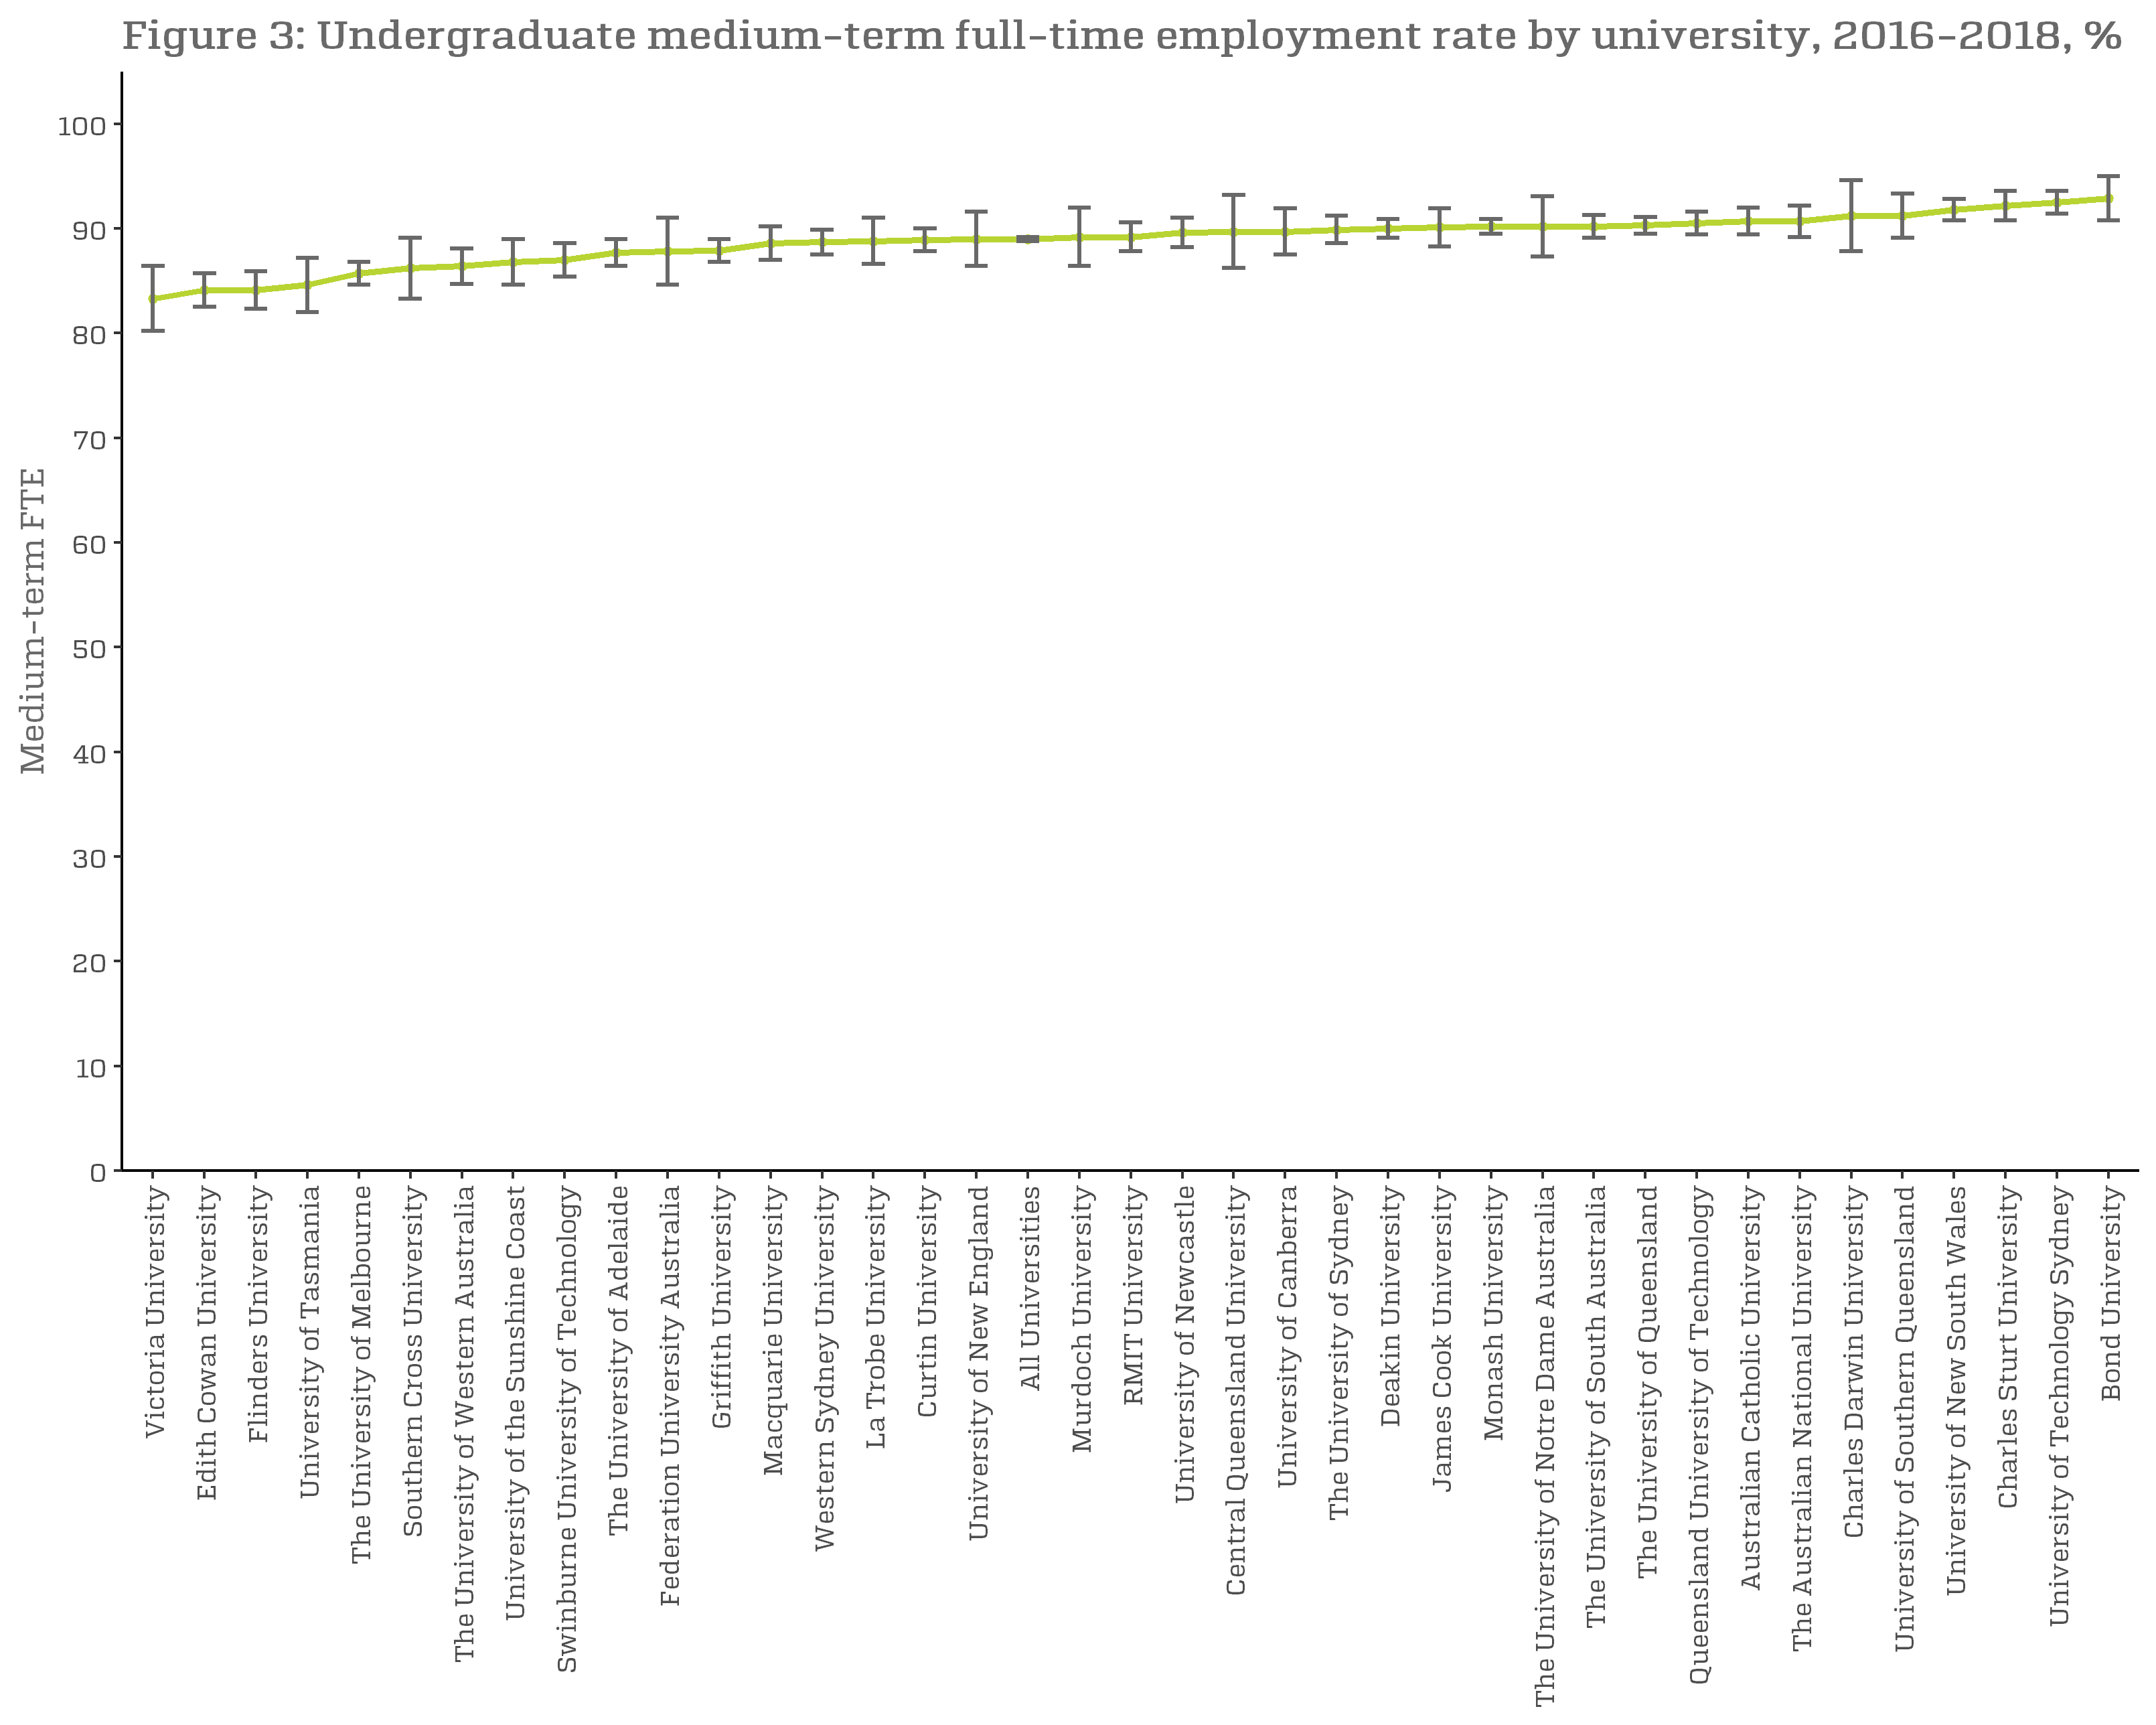 Figure 3: Undergraduate medium-term full-time employment rate by university, 2016-2018, %
Medium-term FTE
100
90
80
70
60
50
40
30
20
10
0
Victoria University
Edith Cowan University
Flinders University
University of Tasmania
The University of Melbourne
Southern Cross University
The University of Western Australia
University of the Sunshine Coast
Swinburne University of Technology
The University of Adelaide
Federation University Australia
Griffith University
Macquarie University
Western Sydney University
La Trobe University
Curtin University
University of New England
All Universities
Murdoch University
RMIT University
University of Newcastle
Central Queensland University
University of Canberra
The University of Sydney
Deakin University
James Cook University
Monash University
The University of Notre Dame Australia
The University of South Australia
The University of Queensland
Queensland University of Technology
Australian Catholic University
The Australian National University
Charles Darwin University
University of Southern Queensland
University of New South Wales
Charles Sturt University
University of Technology Sydney
Bond University